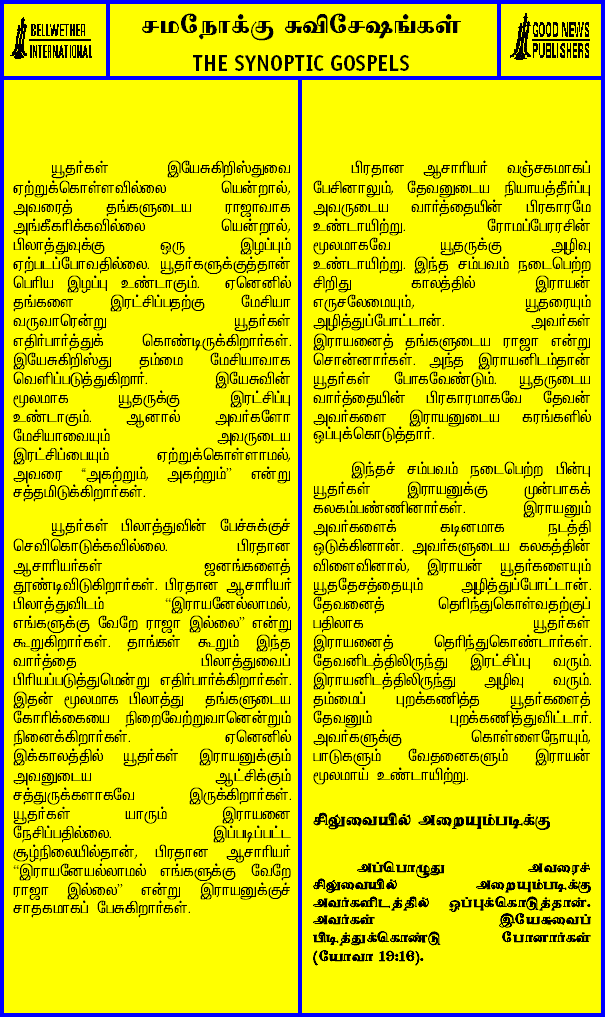 BELLWETHER
INTERNATIONAL
சமநோக்கு சுவிசேஷங்கள்
THE SYNOPTIC GOSPELS
GOOD NEWS
PUBLISHERS
யூதர்கள் இயேசுகிறிஸ்துவை
ஏற்றுக்கொள்ளவில்லை யென்றால்,
அவரைத் தங்களுடைய ராஜாவாக
அங்கீகரிக்கவில்லை யென்றால்,
பிலாத்துவுக்கு ஒரு இழப்பும்
ஏற்படப்போவதில்லை. யூதர்களுக்குத்தான்
பெரிய இழப்பு உண்டாகும். ஏனெனில்
தங்களை இரட்சிப்பதற்கு மேசியா
வருவாரென்று யூதர்கள்
எதிர்பார்த்துக் கொண்டிருக்கிறார்கள்.
இயேசுகிறிஸ்து தம்மை மேசியாவாக
வெளிப்படுத்துகிறார். இயேசுவின்
மூலமாக யூதருக்கு இரட்சிப்பு
உண்டாகும். ஆனால் அவர்களோ
மேசியாவையும் அவருடைய
இரட்சிப்பையும் ஏற்றுக்கொள்ளாமல்,
அவரை “அகற்றும், அகற்றும்” என்று
சத்தமிடுக்கிறார்கள்.
யூதர்கள் பிலாத்துவின் பேச்சுக்குச்
செவிகொடுக்கவில்லை. பிரதான
ஆசாரியர்கள் ஜனங்களைத்
தூண்டிவிடுகிறார்கள். பிரதான ஆசாரியர்
பிலாத்துவிடம் “இராயனேல்லாமல்,
எங்களுக்கு வேறே ராஜா இல்லை” என்று
கூறுகிறார்கள். தாங்கள் கூறும் இந்த
வார்த்தை பிலாத்துவைப்
பிரியப்படுத்துமென்று எதிர்பார்க்கிறார்கள்.
இதன் மூலமாக பிலாத்து தங்களுடைய
கோரிக்கையை நிறைவேற்றுவானென்றும்
நினைக்கிறார்கள். ஏனெனில்
இக்காலத்தில் யூதர்கள் இராயனுக்கும்
அவனுடைய ஆட்சிக்கும்
சத்துருக்களாகவே இருக்கிறார்கள்.
யூதர்கள் யாரும் இராயனை
நேசிப்பதில்லை. இப்படிப்பட்ட
சூழ்நிலையில்தான், பிரதான ஆசாரியர்
“இராயனேயல்லாமல் எங்களுக்கு வேறே
ராஜா இல்லை” என்று இராயனுக்குச்
சாதகமாகப் பேசுகிறார்கள்.
பிரதான ஆசாரியர் வஞ்சகமாகப்
பேசினாலும், தேவனுடைய நியாயத்தீர்ப்பு
அவருடைய வார்த்தையின் பிரகாரமே
உண்டாயிற்று. ரோமப்பேரரசின்
மூலமாகவே யூதருக்கு அழிவு
உண்டாயிற்று. இந்த சம்பவம் நடைபெற்ற
சிறிது காலத்தில் இராயன்
எருசலேமையும், யூதரையும்
அழித்துப்போட்டான். அவர்கள்
இராயனைத் தங்களுடைய ராஜா என்று
சொன்னார்கள். அந்த இராயனிடம்தான்
யூதர்கள் போகவேண்டும். யூதருடைய
வார்த்தையின் பிரகாரமாகவே தேவன்
அவர்களை இராயனுடைய கரங்களில்
ஒப்புக்கொடுத்தார்.
இந்தச் சம்பவம் நடைபெற்ற பின்பு
யூதர்கள் இராயனுக்கு முன்பாகக்
கலகம்பண்ணினார்கள். இராயனும்
அவர்களைக் கடினமாக நடத்தி
ஒடுக்கினான். அவர்களுடைய கலகத்தின்
விளைவினால், இராயன் யூதர்களையும்
யூததேசத்தையும் அழித்துப்போட்டான்.
தேவனைத் தெரிந்துகொள்வதற்குப்
பதிலாக யூதர்கள்
இராயனைத் தெரிந்துகொண்டார்கள்.
தேவனிடத்திலிருந்து இரட்சிப்பு வரும்.
இராயனிடத்திலிருந்து அழிவு வரும்.
தம்மைப் புறக்கணித்த யூதர்களைத்
தேவனும் புறக்கணித்துவிட்டார்.
அவர்களுக்கு கொள்ளைநோயும்,
பாடுகளும் வேதனைகளும் இராயன்
மூலமாய் உண்டாயிற்று.
சிலுவையில் அறையும்படிக்கு
அப்பொழுது அவரைச்
சிலுவையில் அறையும்படிக்கு
அவர்களிடத்தில் ஒப்புக்கொடுத்தான்.
அவர்கள் இயேசுவைப்
பிடித்துக்கொண்டு போனார்கள்
(யோவா 19:16).